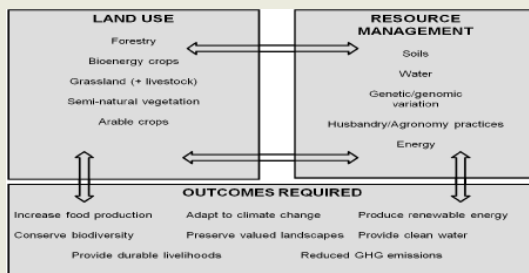 LAND USE
Forestry
Bioenergy crops
Grassland (+ livestock)
Semi-natural vegetation
Arable crops
RESOURCE
MANAGEMENT
Soils
Water
Genetic/genomic
variation
Husbandry/Agronomy practices
Energy
OUTCOMES REQUIRED
Increase food production Adapt to climate change Produce renewable energy
Conserve biodiversity Preserve valued landscapes Provide clean water
Provide durable livelihoods Reduced GHG emissions